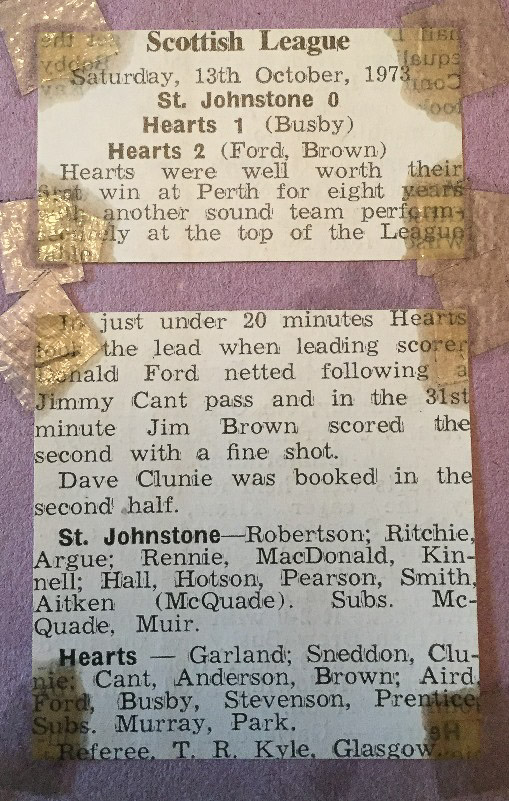 Scottish League
Saturday, 13th October, 1973
St. Johnstone 0
Hearts 1 (Busby)
Hearts 2 (Ford, Brown)
Hearts were well worth their
first win at Perth for eight years
another sound team perform-
at the top of the League
table.
In just under 20 minutes Hearts
took the lead when leading scorer
Donald Ford netted following a
Jimmy Cant pass and in the 31st
minute Jim Brown scored the
second with a fine shot.
Dave Clunie was booked in the
second half.
St. Johnstone—Robertson; Ritchie,
Argue; Rennie, MacDonald, Kin-
nell; Hall, Hotson, Pearson, Smith,
Aitken (McQuade). Subs. Mc-
Quade, Muir.
Hearts — Garland; Sneddon, Clu-
nie; Cant, Anderson, Brown; Aird,
Ford, Busby, Stevenson, Prentice,
Subs. Murray, Park.
Referee, T. R. Kyle, Glasgow.